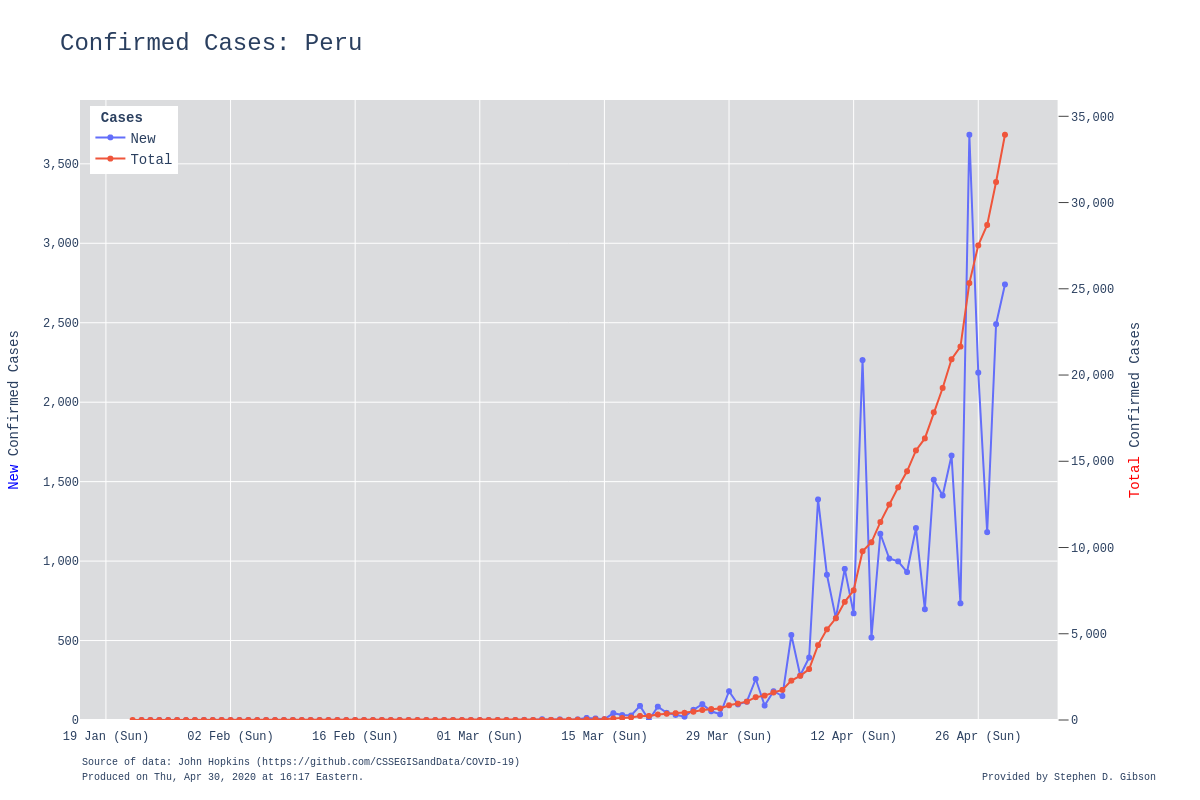 Confirmed Cases: Peru
Cases
New
Total
3,500
3,000
2,500
2,000
1,500
1,000
500
0
New Confirmed Cases
35,000
30,000
25,000
20,000
15,000
10,000
5,000
0
Total Confirmed Cases
19 Jan (Sun)
02 Feb (Sun)
16 Feb (Sun)
01 Mar (Sun)
15 Mar (Sun)
29 Mar (Sun)
12 Apr (Sun)
26 Apr (Sun)
Source of data: John Hopkins (https://github.com/CSSEGISandData/COVID-19)
Produced on Thu, Apr 30, 2020 at 16:17 Eastern.
Provided by Stephen D. Gibson